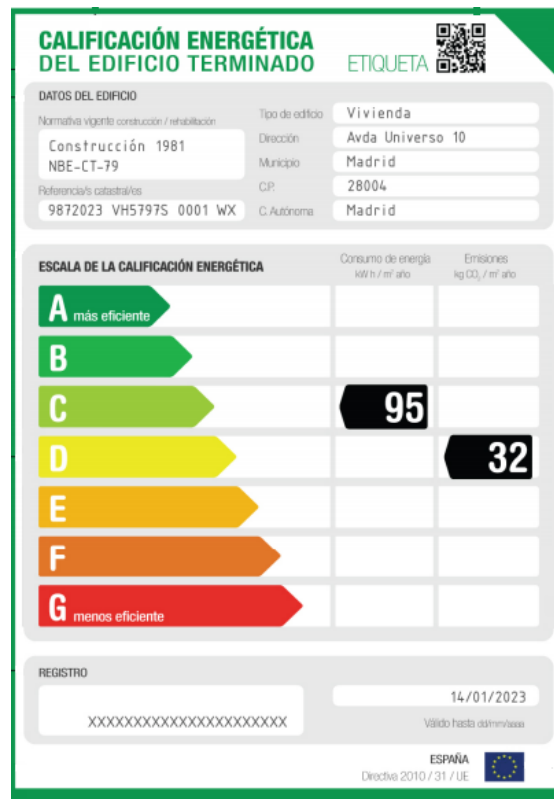 CALIFICACIÓN ENERGÉTICA
DEL EDIFICIO TERMINADO
ETIQUETA
DATOS DEL EDIFICIO
Normativa vigente construcción / rehabilitación
Construcción 1981
NBE-CT-79
Referencia/s catastral/es
9872023 VH5797S 0001 WX
Tipo de edificio Vivienda
Dirección Avda Universo 10
Municipio Madrid
C.P. 28004
C. Autónoma Madrid
ESCALA DE LA CALIFICACIÓN ENERGÉTICA
Consumo de energía
kW h / m² año
Emisiones
kg CO₂ / m² año
A más eficiente
B
C 95
D 32
E
F
G menos eficiente
REGISTRO
XXXXXXXXXXXXXXXXXXXXXX
14/01/2023
Válido hasta dd/mm/aaaa
ESPAÑA
Directiva 2010 / 31 / UE